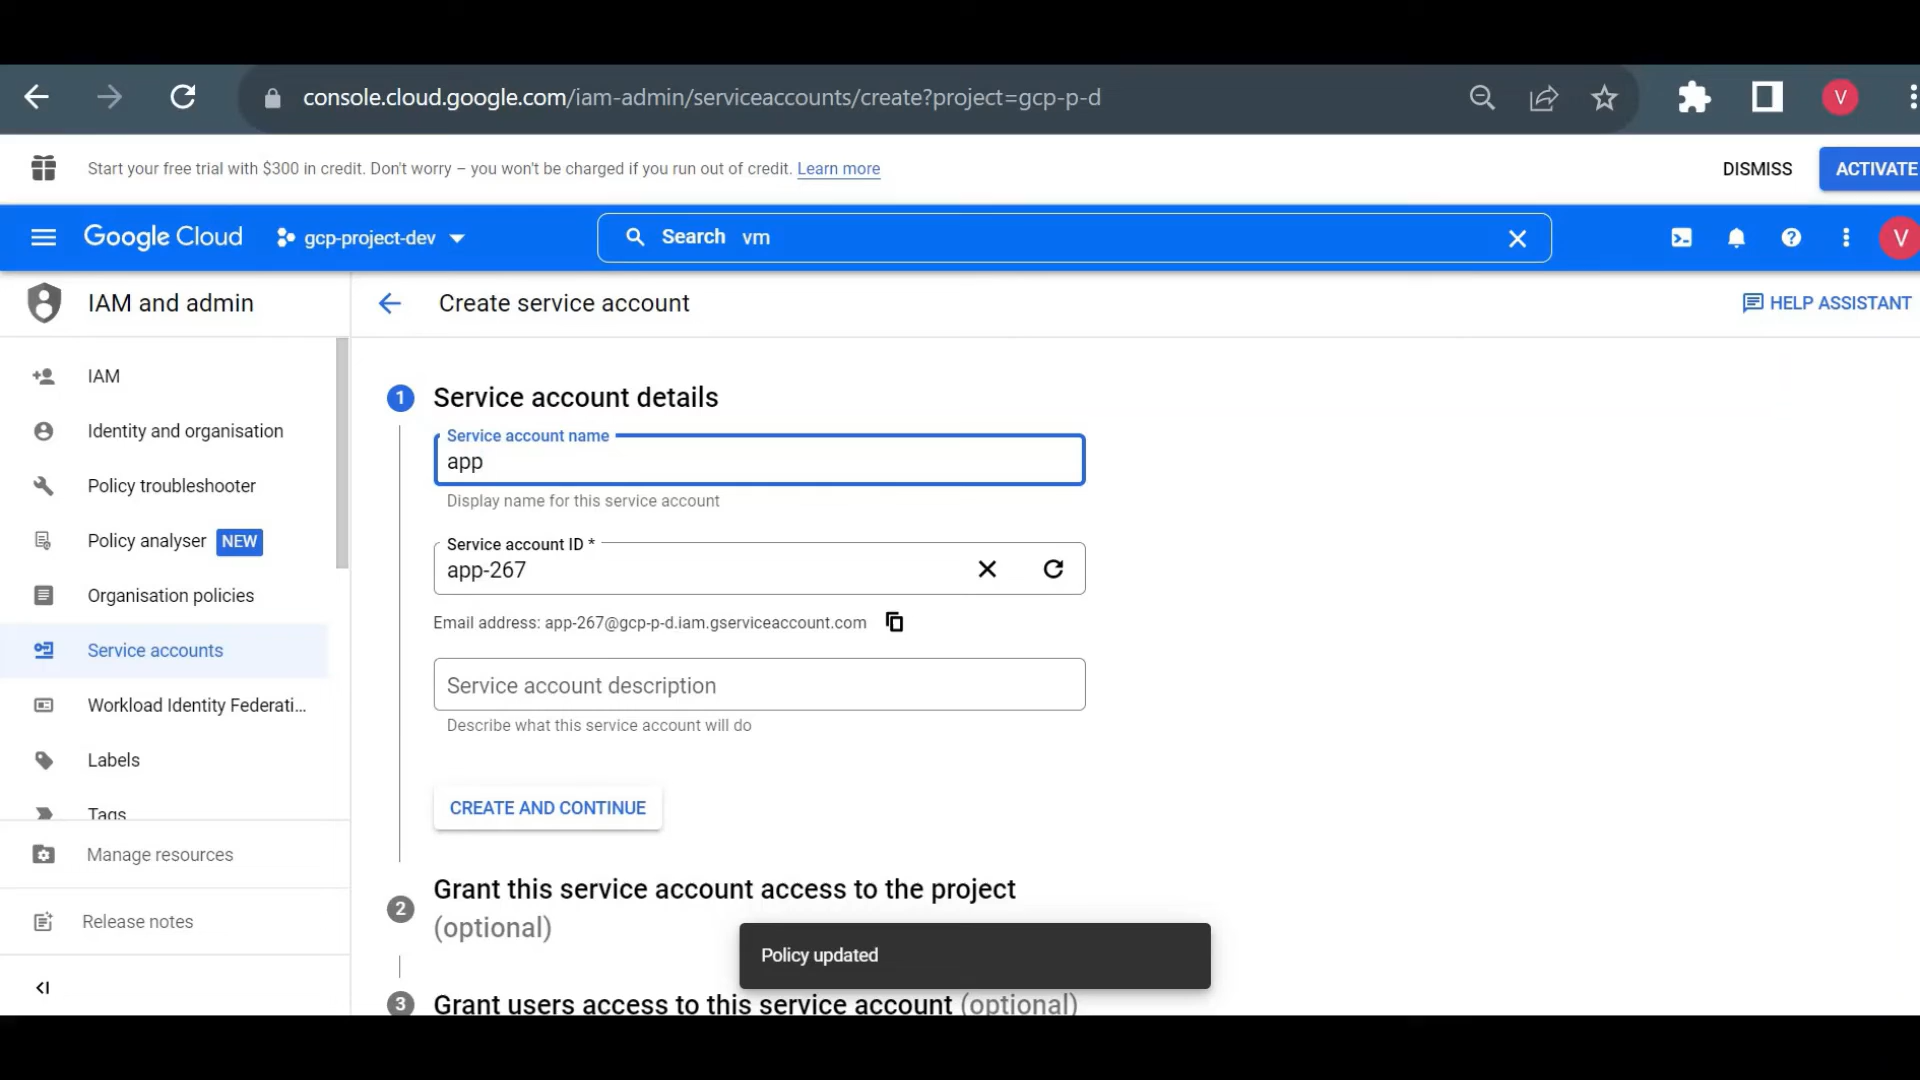 console.cloud.google.com/iam-admin/serviceaccounts/create?project=gcp-p-d
V
Start your free trial with $300 in credit. Don't worry – you won't be charged if you run out of credit. Learn more
DISMISS
ACTIVATE
Google Cloud
gcp-project-dev
Search vm
V
IAM and admin
Create service account
HELP ASSISTANT
IAM
Identity and organisation
Policy troubleshooter
Policy analyser NEW
Organisation policies
Service accounts
Workload Identity Federati...
Labels
Tags
Manage resources
Release notes
1 Service account details
Service account name
app
Display name for this service account
Service account ID *
app-267
Email address: app-267@gcp-p-d.iam.gserviceaccount.com
Service account description
Describe what this service account will do
CREATE AND CONTINUE
2 Grant this service account access to the project
(optional)
Policy updated
3 Grant users access to this service account (optional)